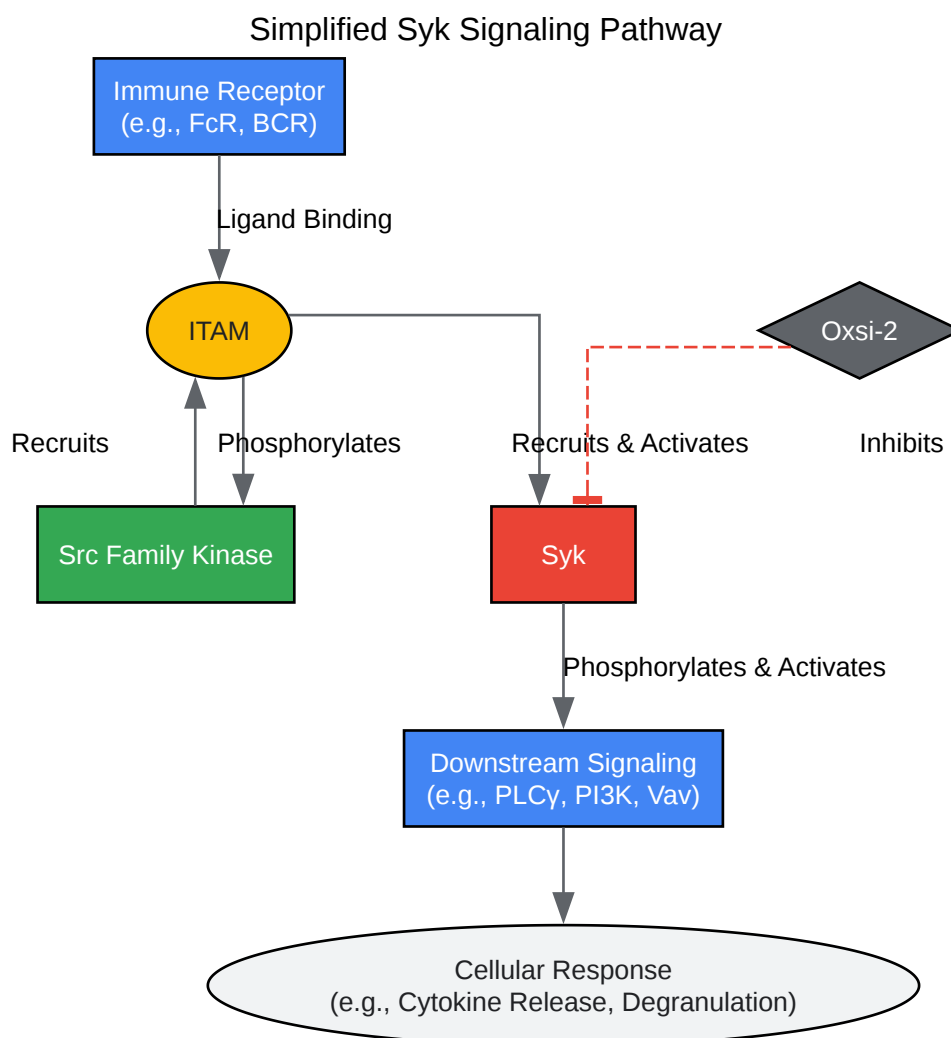 Simplified Syk Signaling Pathway
Immune Receptor
(e.g., FcR, BCR)
Ligand Binding
ITAM
Oxsi-2
Recruits
Phosphorylates
Recruits & Activates
Inhibits
Src Family Kinase
Syk
Phosphorylates & Activates
Downstream Signaling
(e.g., PLCγ, PI3K, Vav)
Cellular Response
(e.g., Cytokine Release, Degranulation)